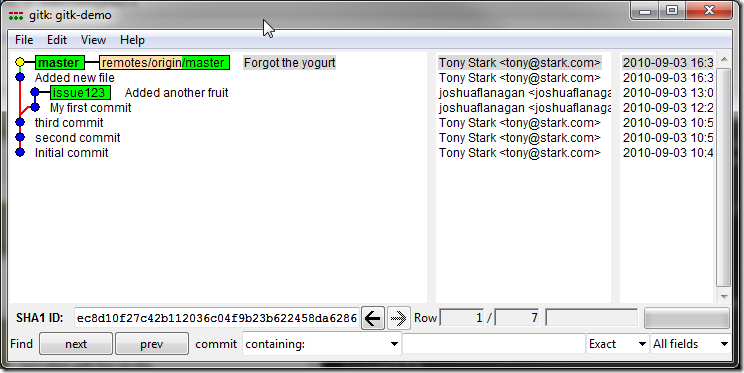 gitk: gitk-demo
File Edit View Help
master remotes/origin/master Forgot the yogurt Tony Stark <tony@stark.com> 2010-09-03 16:3
Added new file Tony Stark <tony@stark.com> 2010-09-03 16:3
issue123 Added another fruit joshuaflanagan <joshuaflanaga 2010-09-03 13:0
My first commit joshuaflanagan <joshuaflanaga 2010-09-03 12:2
third commit Tony Stark <tony@stark.com> 2010-09-03 10:5
second commit Tony Stark <tony@stark.com> 2010-09-03 10:5
Initial commit Tony Stark <tony@stark.com> 2010-09-03 10:4
SHA1 ID: ec8d10f27c42b112036c04f9b23b622458da6286 Row 1 / 7
Find next prev commit containing: Exact All fields